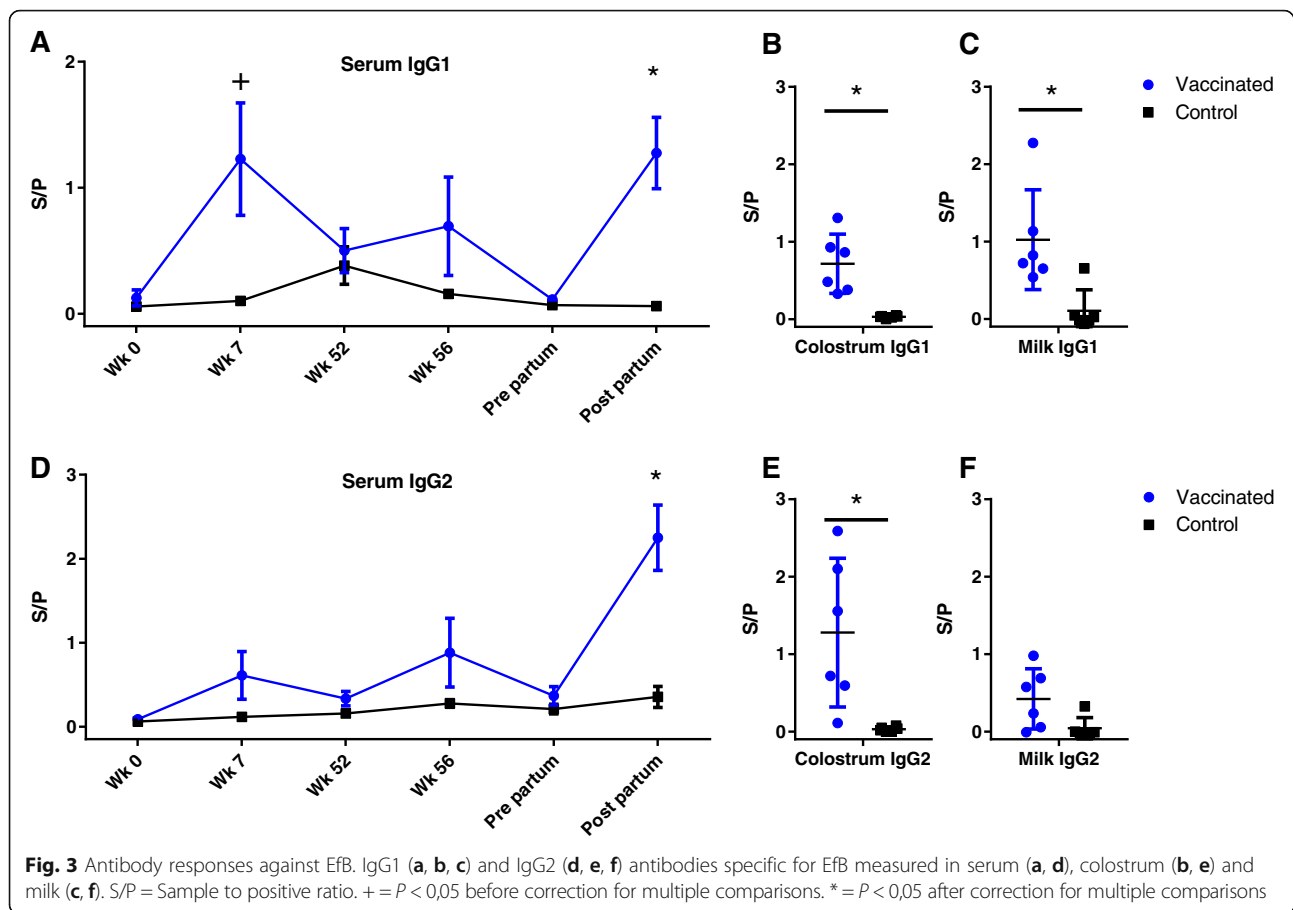 A
Serum IgG1
2
1
0
S/P
+
*
Wk 0
Wk 7
Wk 52
Wk 56
Pre partum
Post partum
B
3
2
1
0
S/P
*
Colostrum IgG1
C
3
2
1
0
S/P
*
Milk IgG1
Vaccinated
Control
D
Serum IgG2
3
2
1
0
S/P
*
Wk 0
Wk 7
Wk 52
Wk 56
Pre partum
Post partum
E
3
2
1
0
S/P
*
Colostrum IgG2
F
3
2
1
0
S/P
Milk IgG2
Vaccinated
Control
Fig. 3 Antibody responses against EfB. IgG1 (a, b, c) and IgG2 (d, e, f) antibodies specific for EfB measured in serum (a, d), colostrum (b, e) and
milk (c, f). S/P = Sample to positive ratio. + = P < 0,05 before correction for multiple comparisons. * = P < 0,05 after correction for multiple comparisons